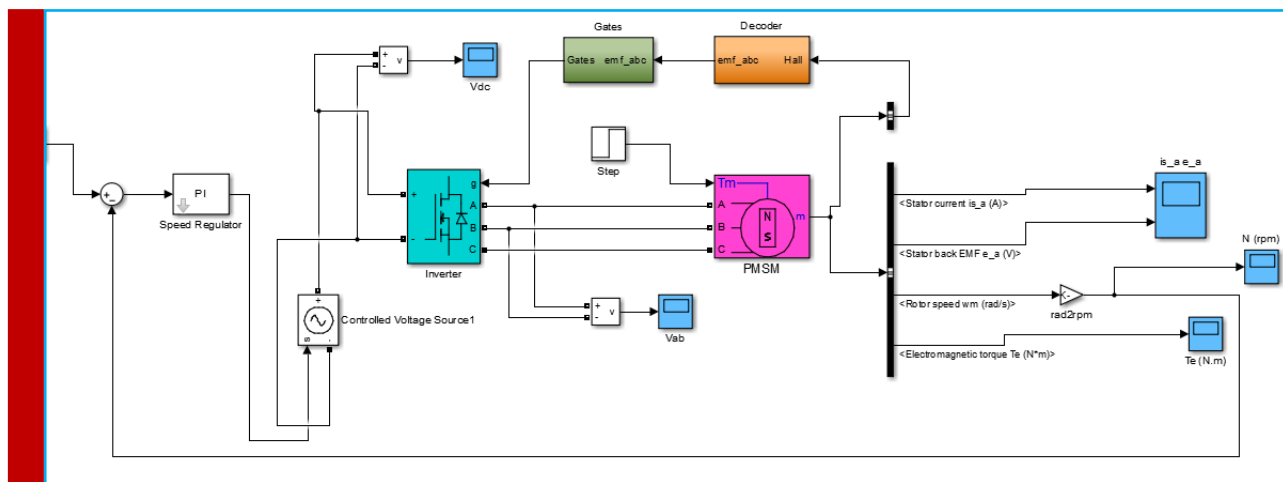 Gates
Decoder
Gates emf_abc
emf_abc Hall
+
-
v
Vdc
Step
is_a e_a
PI
Speed Regulator
+
-
g
A
B
C
Inverter
Tm
A
B
C
N
S
m
PMSM
<Stator current is_a (A)>
<Stator back EMF e_a (V)>
N (rpm)
<Rotor speed wm (rad/s)>
rad2rpm
+
-
s
Controlled Voltage Source1
+
-
v
Vab
<Electromagnetic torque Te (N*m)>
Te (N.m)